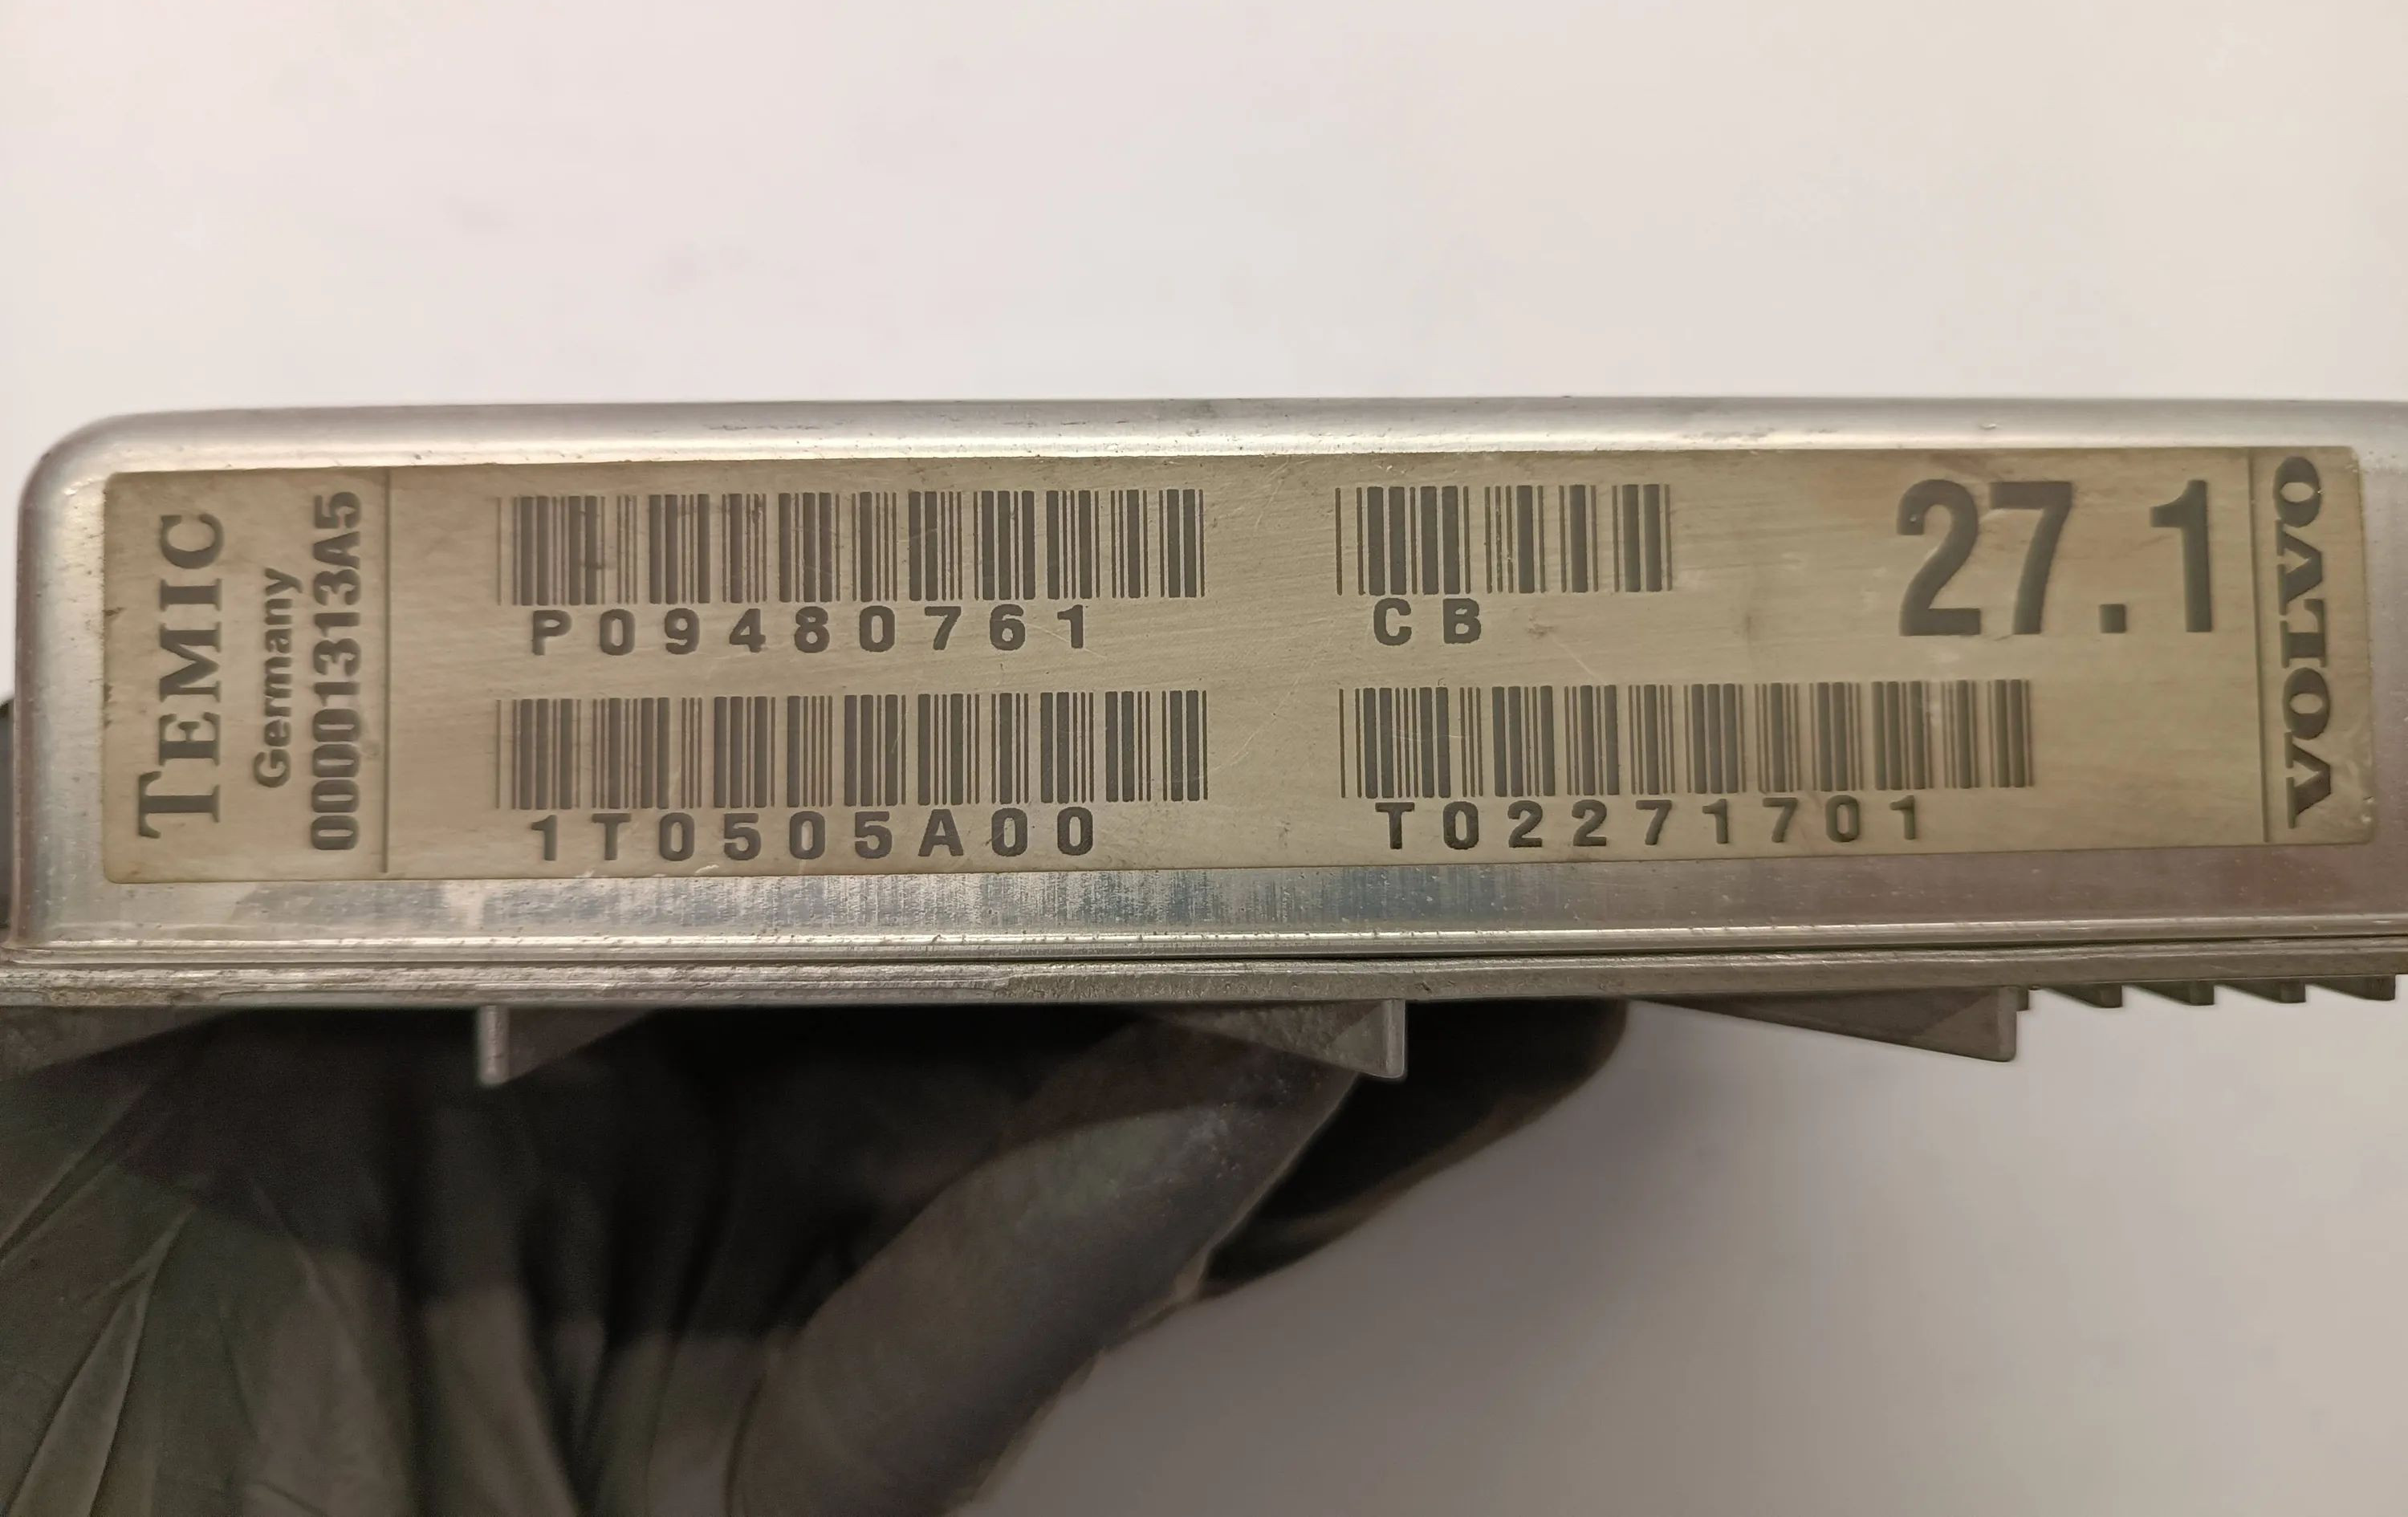 TEMIC
Germany
00001313A5
P09480761
CB
27.1
1T0505A00
T02271701
VOLVO